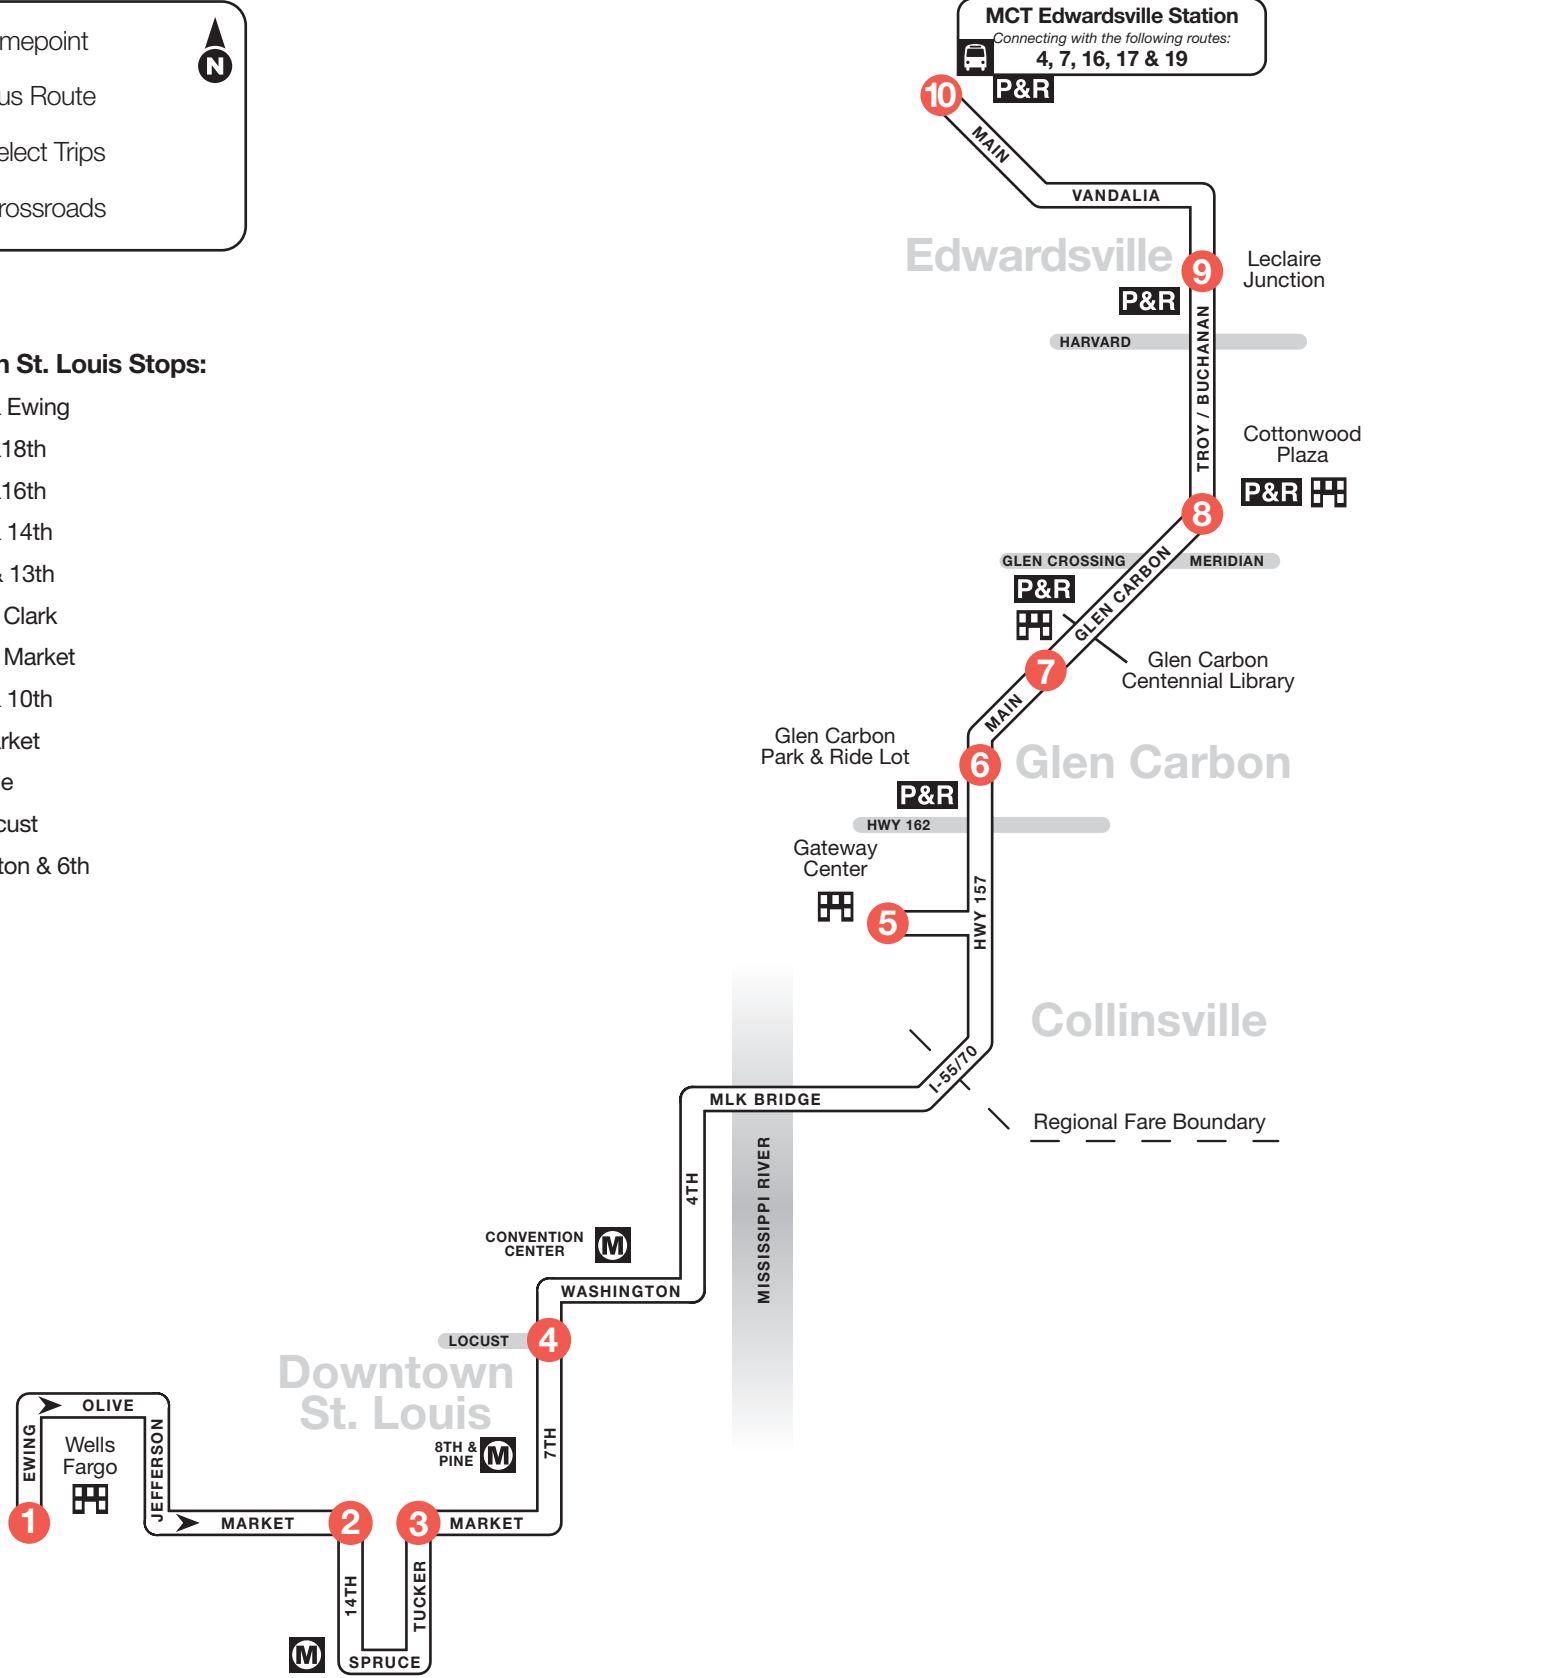 mepoint
us Route
elect Trips
rossroads
N
n St. Louis Stops:
Ewing
18th
16th
14th
& 13th
Clark
Market
10th
rket
e
cust
ton & 6th
MCT Edwardsville Station
Connecting with the following routes:
4, 7, 16, 17 & 19
P&R
10
MAIN
VANDALIA
Edwardsville
9
Leclaire
Junction
P&R
HARVARD
TROY / BUCHANAN
Cottonwood
Plaza
P&R
8
GLEN CROSSING
MERIDIAN
P&R
GLEN CARBON
7
Glen Carbon
Centennial Library
MAIN
Glen Carbon
Park & Ride Lot
6
Glen Carbon
P&R
HWY 162
Gateway
Center
5
HWY 157
Collinsville
I-55/70
MLK BRIDGE
Regional Fare Boundary
MISSISSIPPI RIVER
4TH
CONVENTION
CENTER
M
WASHINGTON
LOCUST
4
Downtown
St. Louis
OLIVE
EWING
Wells
Fargo
JEFFERSON
8TH &
PINE
M
7TH
1
MARKET
2
3
MARKET
14TH
TUCKER
M
SPRUCE